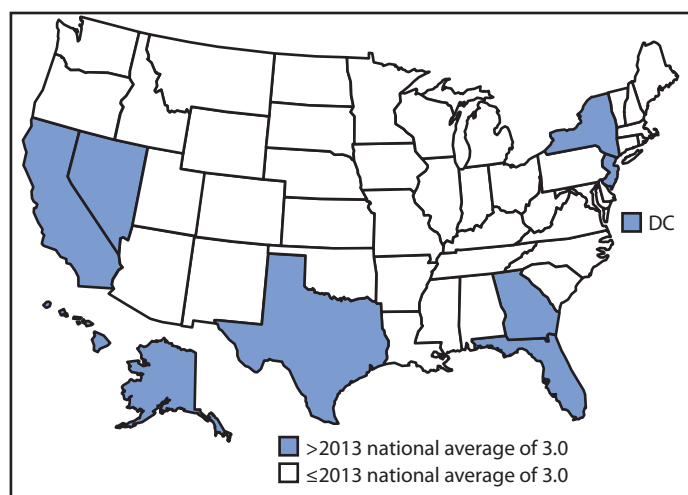 DC
>2013 national average of 3.0
≤2013 national average of 3.0